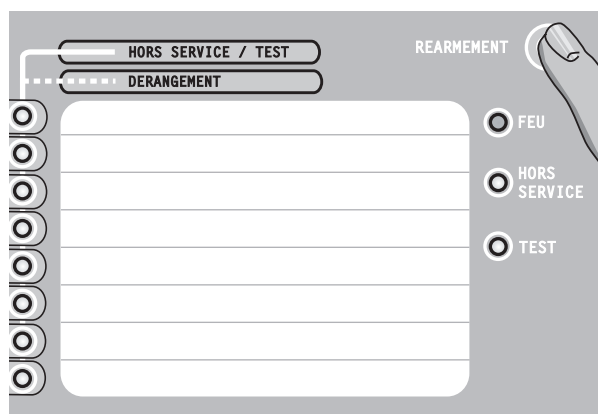 HORS SERVICE / TEST
DERANGEMENT
REARMEMENT
FEU
HORS
SERVICE
TEST